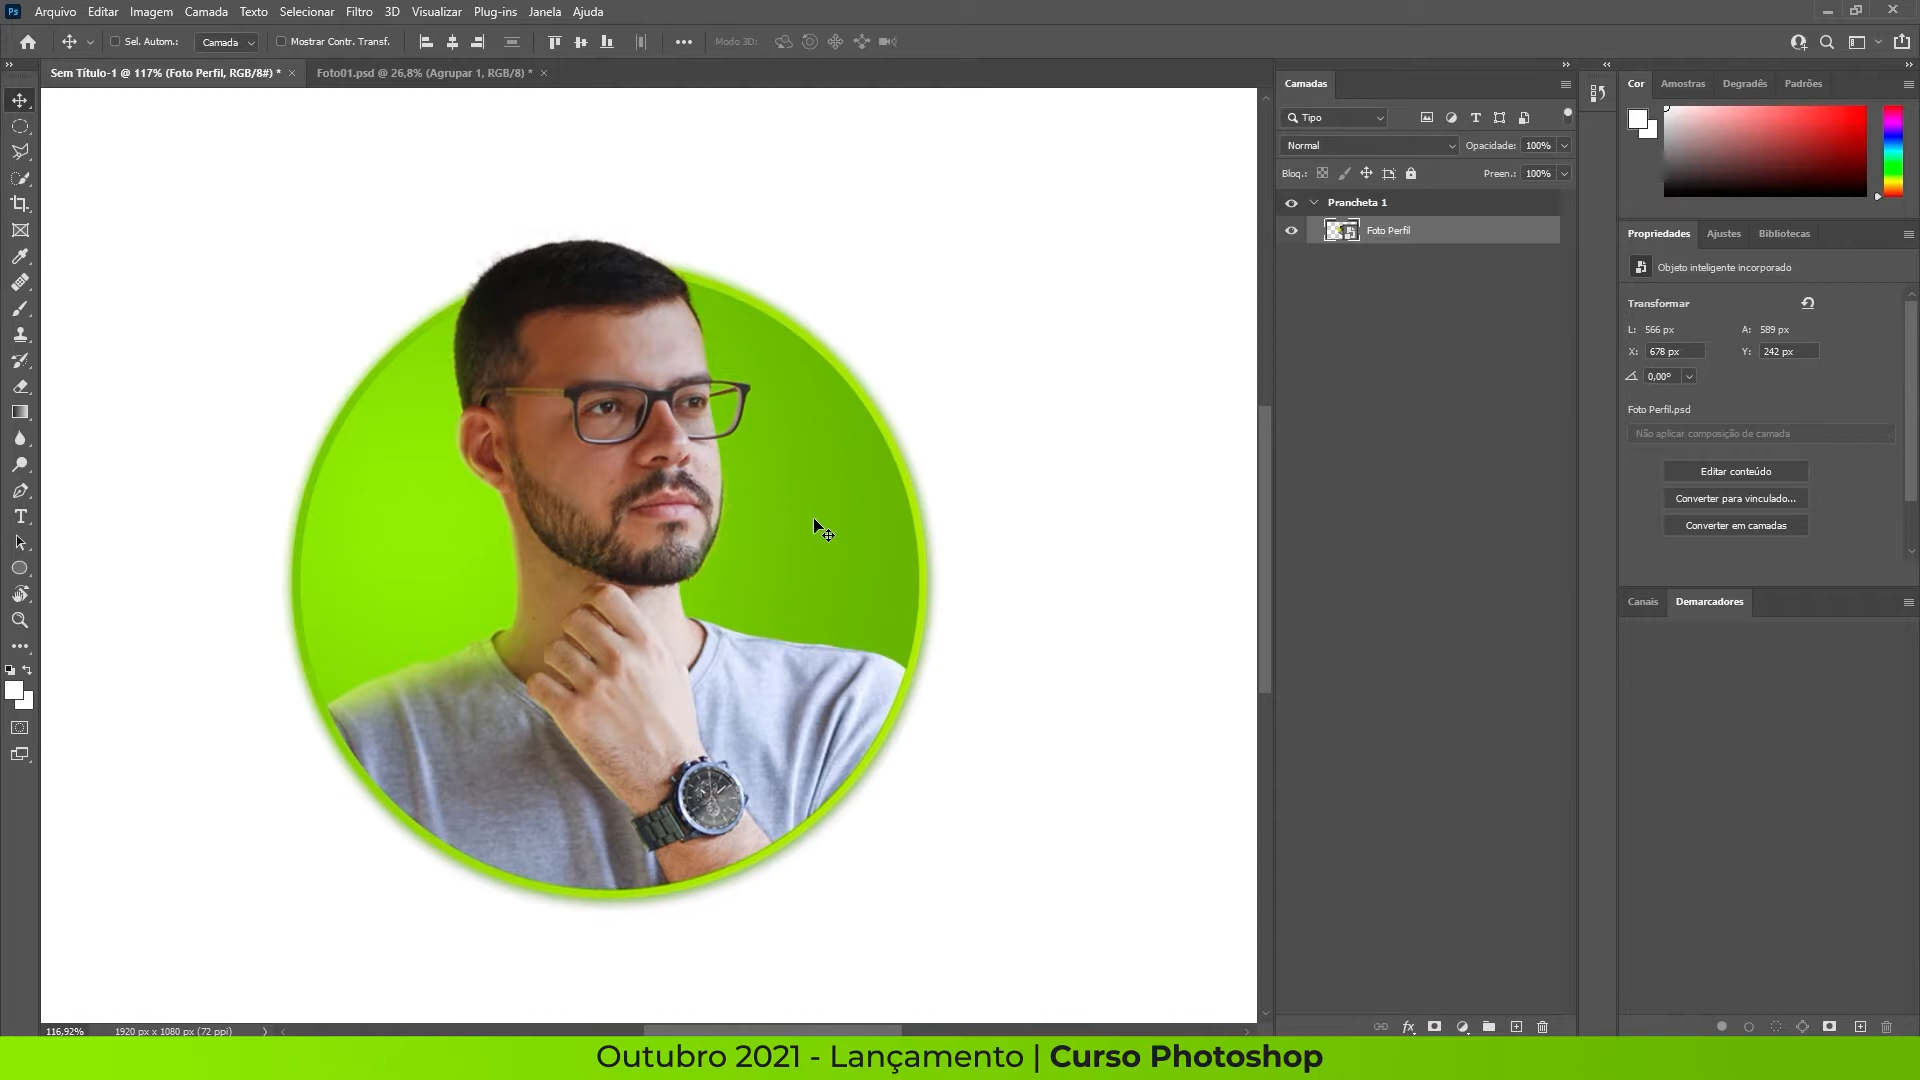 Ps Arquivo Editar Imagem Camada Texto Selecionar Filtro 3D Visualizar Plug-ins Janela Ajuda
Sel. Autom.: Camada Mostrar Contr. Transf. Modo 3D:
Sem Título-1 @ 117% (Foto Perfil, RGB/8#) * Foto01.psd @ 26,8% (Agrupar 1, RGB/8) *
Camadas
Tipo
Normal Opacidade: 100%
Bloq.: Preen.: 100%
Prancheta 1
Foto Perfil
Cor Amostras Degradês Padrões
Propriedades Ajustes Bibliotecas
Objeto inteligente incorporado
Transformar
L: 566 px A: 589 px
X: 678 px Y: 242 px
0,00º
Foto Perfil.psd
Não aplicar composição de camada
Editar conteúdo
Converter para vinculado...
Converter em camadas
Canais Demarcadores
fx
116,92% 1920 px x 1080 px (72 ppi)
Outubro 2021 - Lançamento | Curso Photoshop